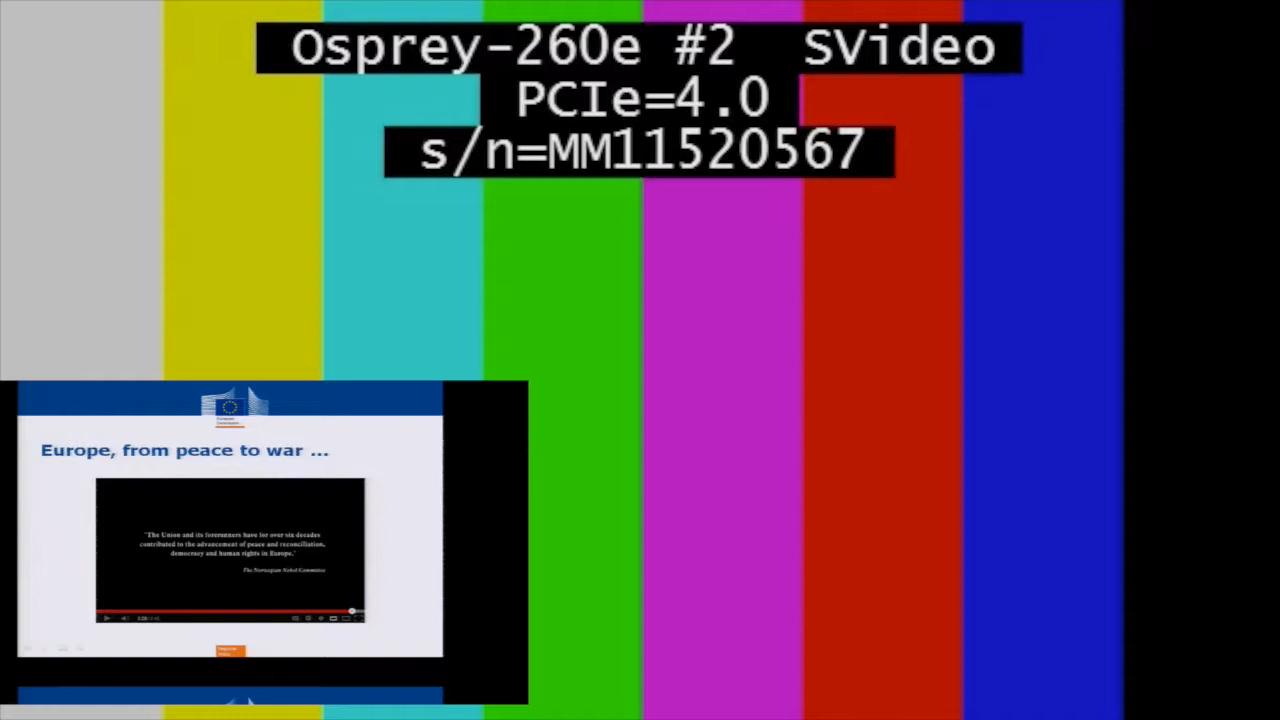 Osprey-260e #2 SVideo
PCIe=4.0
s/n=MM11520567
European
Commission
Europe, from peace to war ...
"The Union and its forerunners have for over six decades
contributed to the advancement of peace and reconciliation,
democracy and human rights in Europe."
The Norwegian Nobel Committee